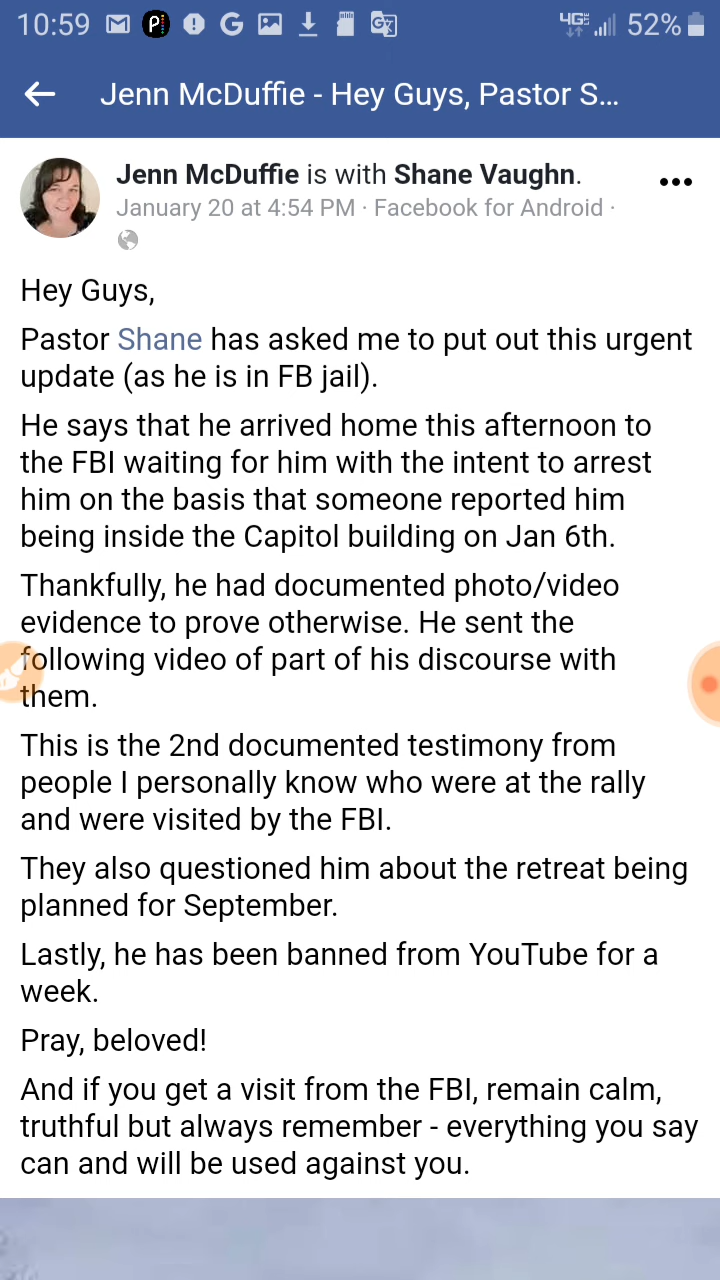 10:59 4G 52%
Jenn McDuffie - Hey Guys, Pastor S...
Jenn McDuffie is with Shane Vaughn.
January 20 at 4:54 PM · Facebook for Android ·
Hey Guys,
Pastor Shane has asked me to put out this urgent
update (as he is in FB jail).
He says that he arrived home this afternoon to
the FBI waiting for him with the intent to arrest
him on the basis that someone reported him
being inside the Capitol building on Jan 6th.
Thankfully, he had documented photo/video
evidence to prove otherwise. He sent the
following video of part of his discourse with
them.
This is the 2nd documented testimony from
people I personally know who were at the rally
and were visited by the FBI.
They also questioned him about the retreat being
planned for September.
Lastly, he has been banned from YouTube for a
week.
Pray, beloved!
And if you get a visit from the FBI, remain calm,
truthful but always remember - everything you say
can and will be used against you.